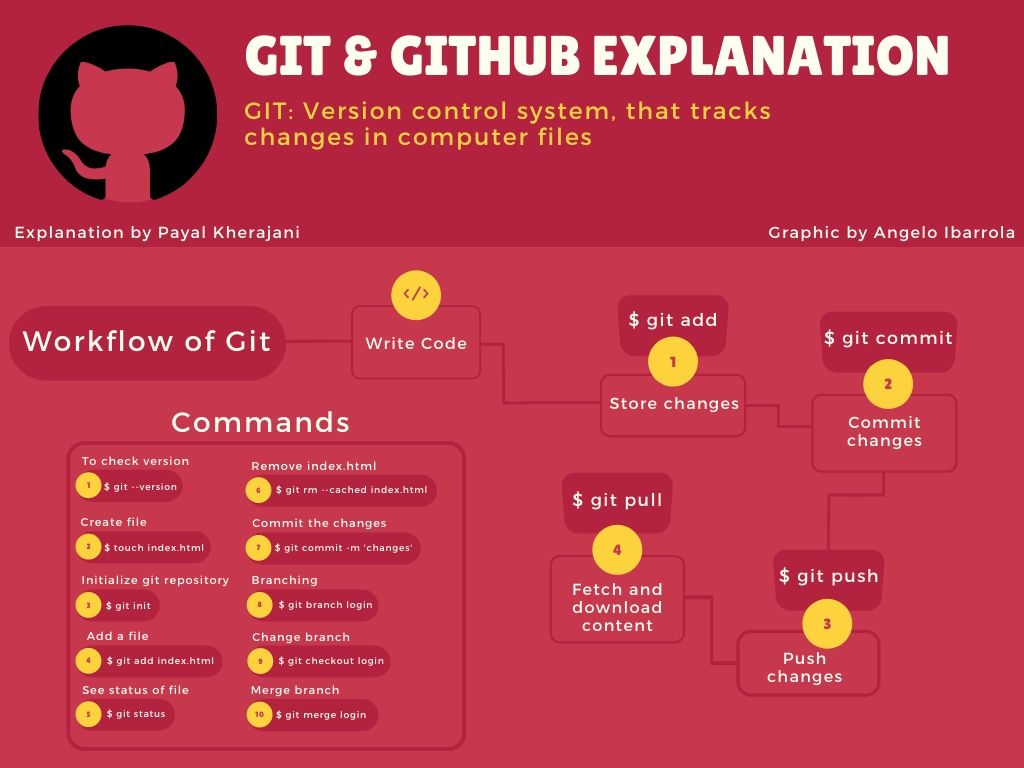 GIT & GITHUB EXPLANATION
GIT: Version control system, that tracks
changes in computer files
Explanation by Payal Kherajani
Graphic by Angelo Ibarrola
Workflow of Git
</>
Write Code
$ git add
1
Store changes
$ git commit
2
Commit
changes
$ git push
3
Push
changes
$ git pull
4
Fetch and
download
content
Commands
To check version
1 $ git --version
Create file
2 $ touch index.html
Initialize git repository
3 $ git init
Add a file
4 $ git add index.html
See status of file
5 $ git status
Remove index.html
6 $ git rm --cached index.html
Commit the changes
7 $ git commit -m 'changes'
Branching
8 $ git branch login
Change branch
9 $ git checkout login
Merge branch
10 $ git merge login